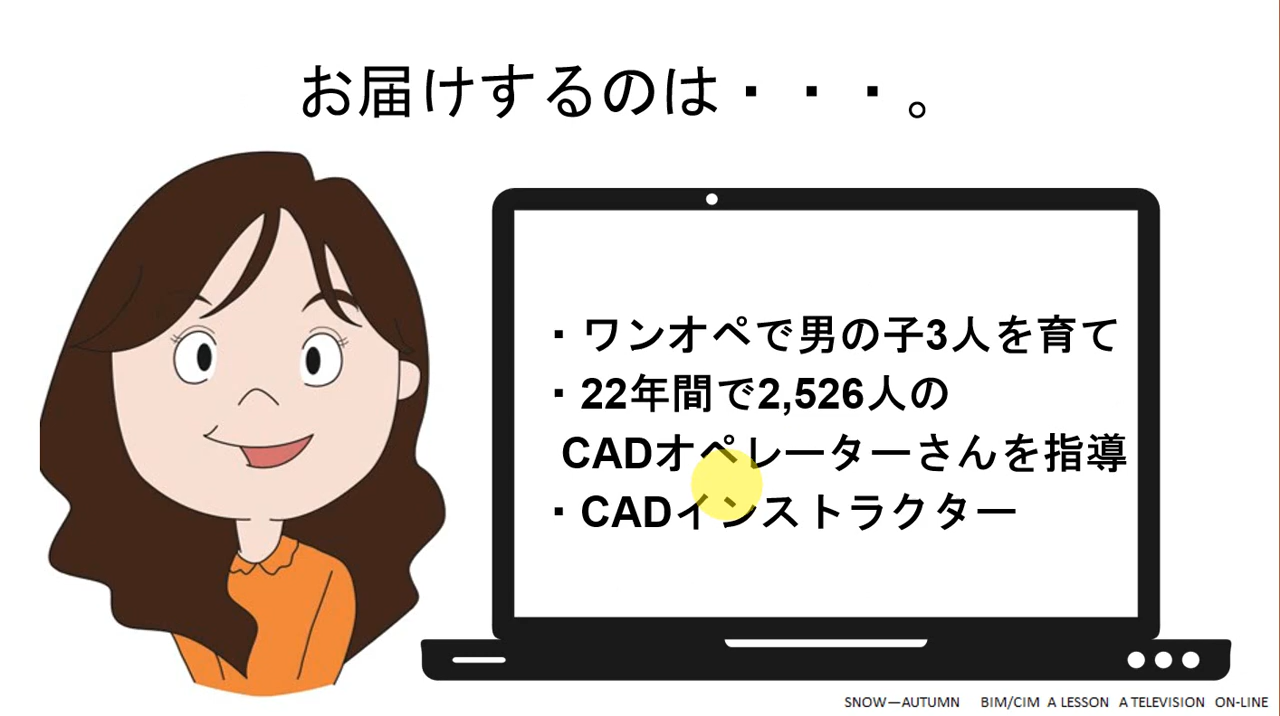 お届けするのは・・・。
・ワンオペで男の子3人を育て
・22年間で2,526人の
CADオペレーターさんを指導
・CADインストラクター
SNOW—AUTUMN BIM/CIM A LESSON A TELEVISION ON-LINE